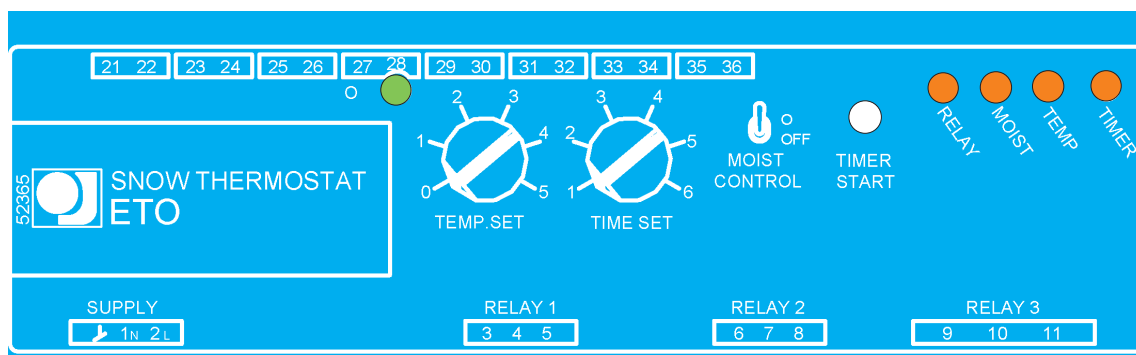 21 22 23 24 25 26 27 28 29 30 31 32 33 34 35 36
O
2 3
1 4
0 5
TEMP.SET
3 4
2 5
1 6
TIME SET
O
OFF
MOIST
CONTROL
TIMER
START
RELAY
MOIST
TEMP
TIMER
52365
SNOW THERMOSTAT
ETO
SUPPLY
1N 2L
RELAY 1
3 4 5
RELAY 2
6 7 8
RELAY 3
9 10 11